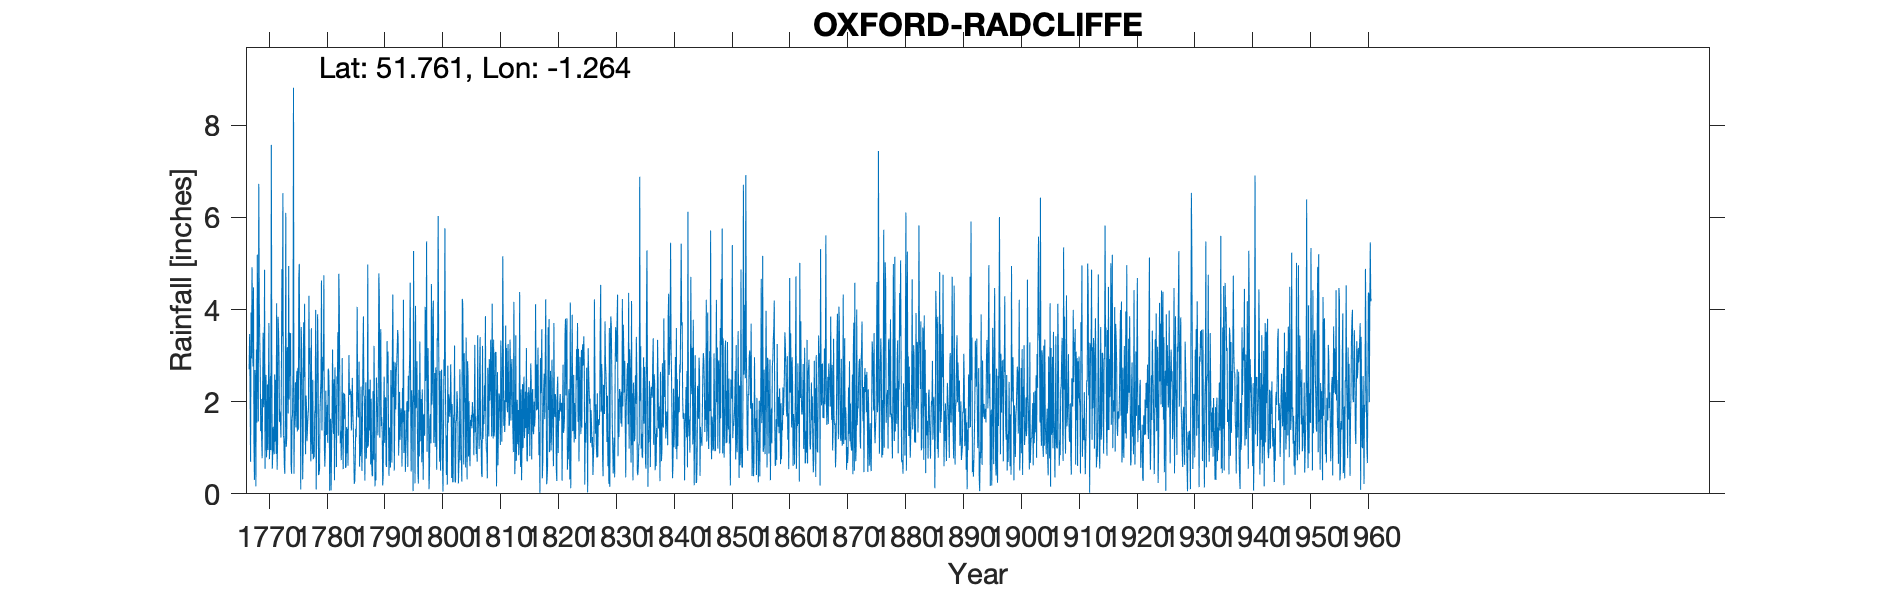 OXFORD-RADCLIFFE
Lat: 51.761, Lon: -1.264
8
6
4
2
0
Rainfall [inches]
1770 1780 1790 1800 1810 1820 1830 1840 1850 1860 1870 1880 1890 1900 1910 1920 1930 1940 1950 1960
Year